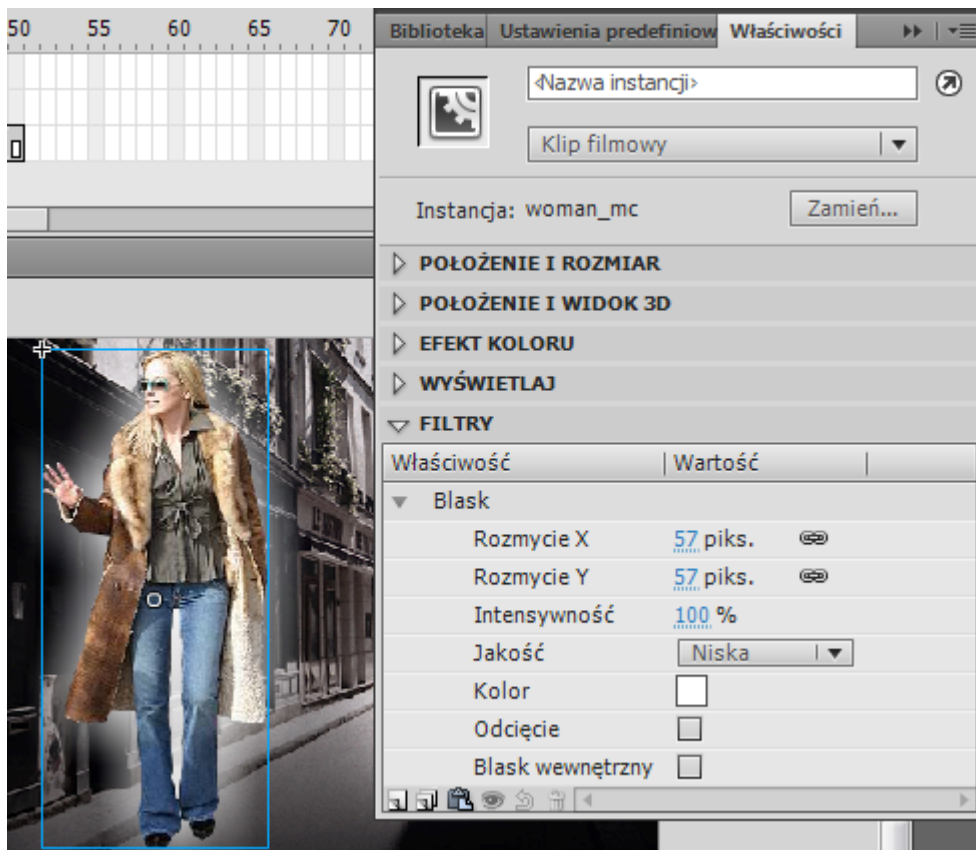 50 55 60 65 70
Biblioteka Ustawienia predefiniow Właściwości
<Nazwa instancji>
Klip filmowy
Instancja: woman_mc Zamień...
POŁOŻENIE I ROZMIAR
POŁOŻENIE I WIDOK 3D
EFEKT KOLORU
WYŚWIETLAJ
FILTRY
Właściwość Wartość
Blask
Rozmycie X 57 piks.
Rozmycie Y 57 piks.
Intensywność 100 %
Jakość Niska
Kolor
Odcięcie
Blask wewnętrzny